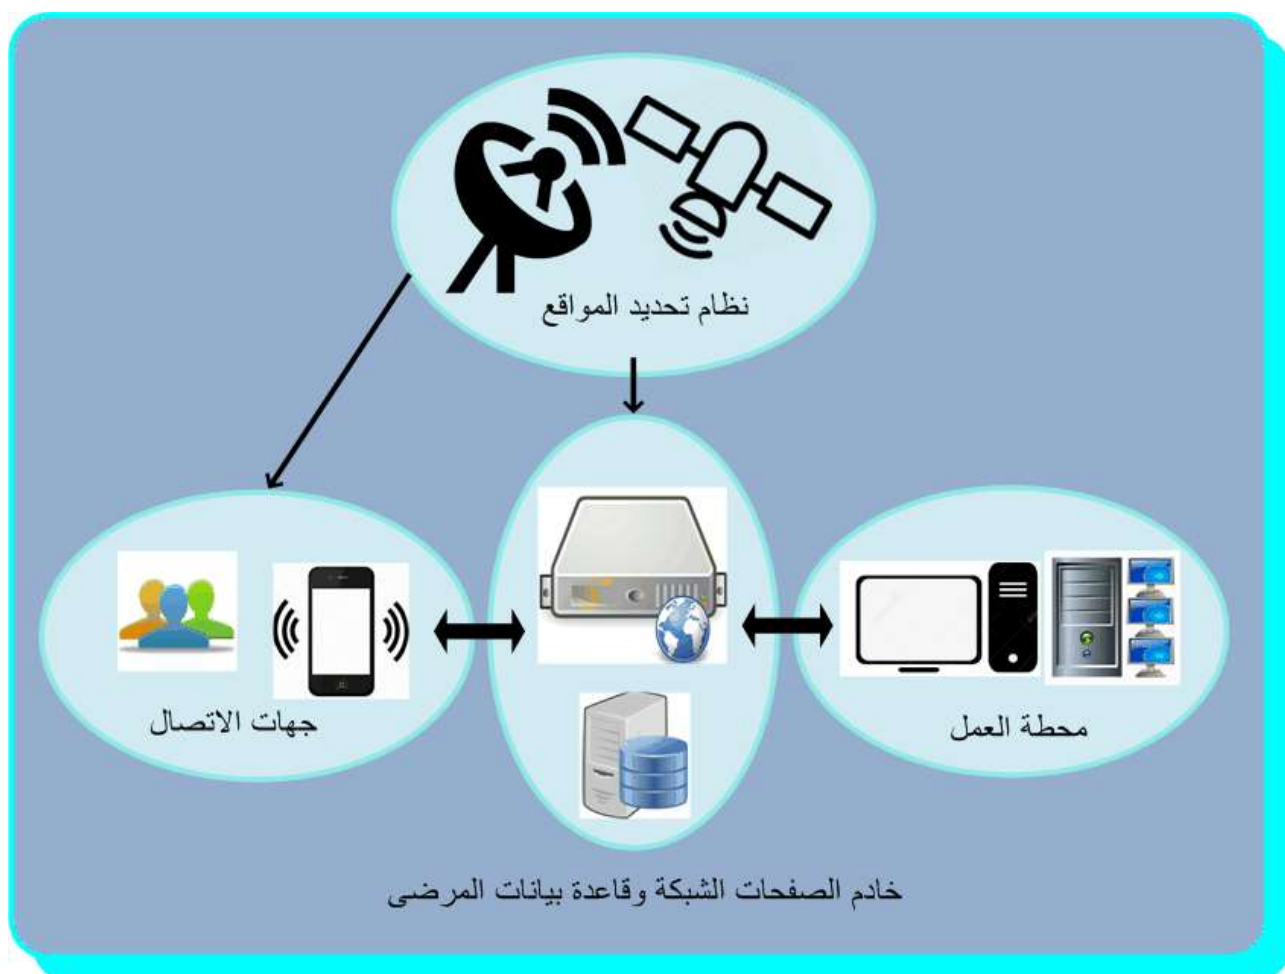 نظام تحديد المواقع
جهات الاتصال
محطة العمل
خادم الصفحات الشبكة وقاعدة بيانات المرضى